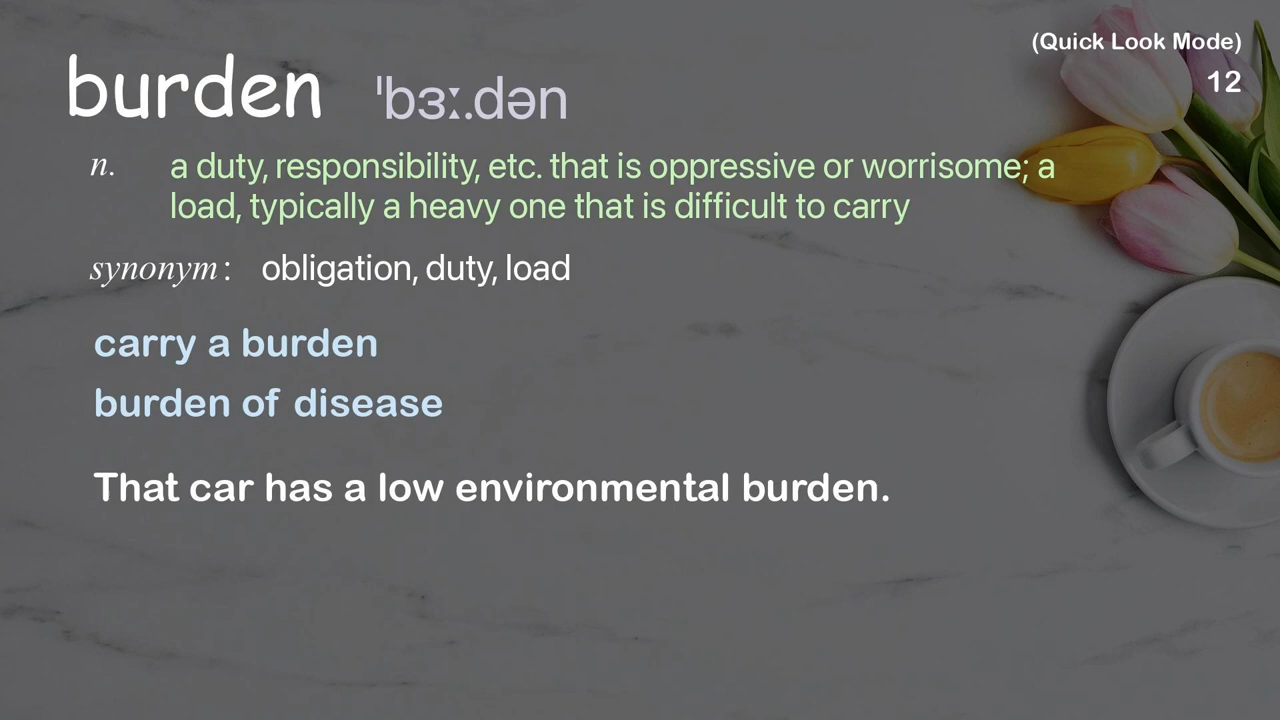 (Quick Look Mode)
12
burden ˈbɜː.dən
n. a duty, responsibility, etc. that is oppressive or worrisome; a
load, typically a heavy one that is difficult to carry
synonym : obligation, duty, load
carry a burden
burden of disease
That car has a low environmental burden.